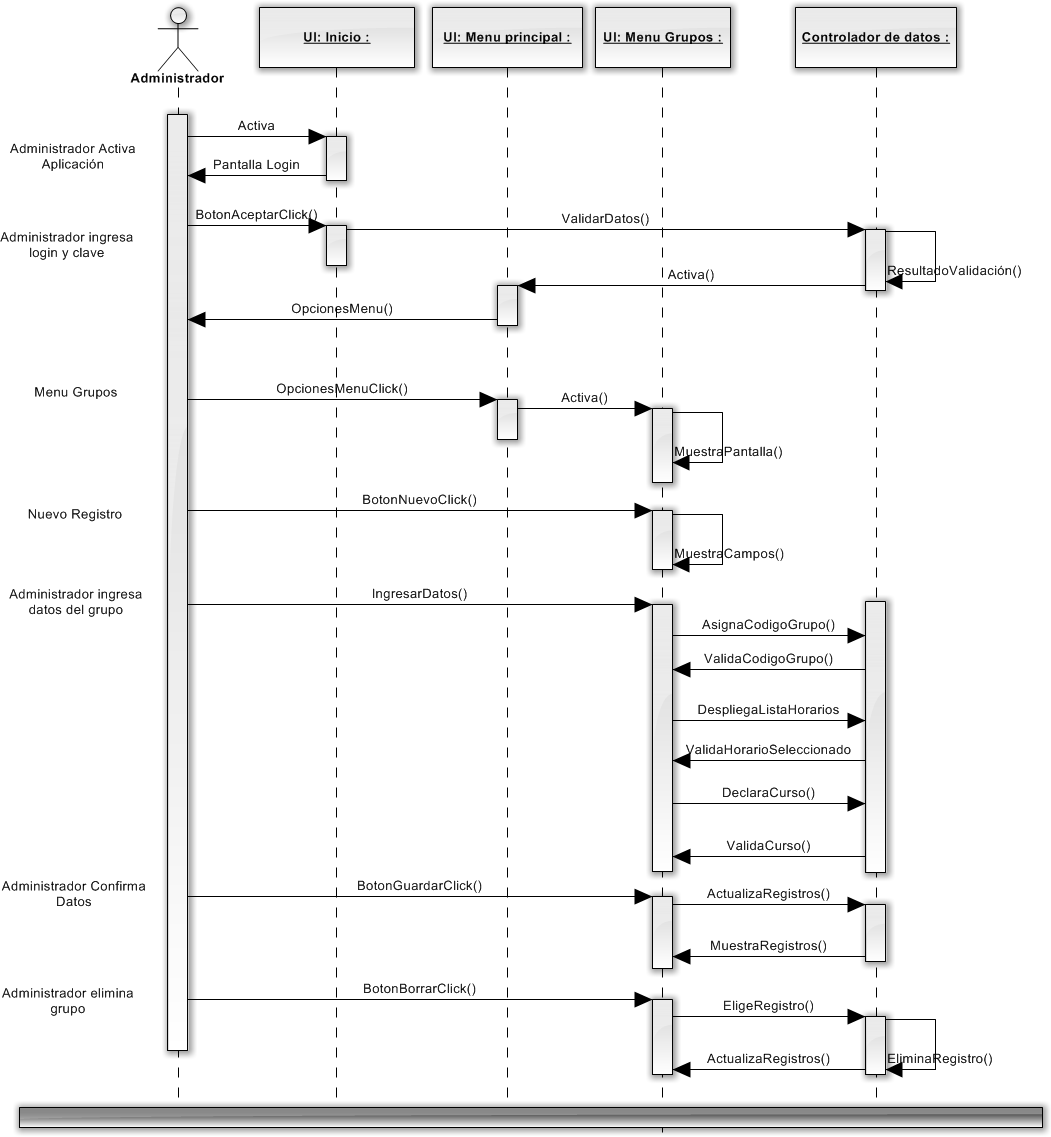 UI: Inicio :
UI: Menu principal :
UI: Menu Grupos :
Controlador de datos :
Administrador
Activa
Administrador Activa
Aplicación
Pantalla Login
BotonAceptarClick()
ValidarDatos()
Administrador ingresa
login y clave
ResultadoValidación()
Activa()
OpcionesMenu()
Menu Grupos
OpcionesMenuClick()
Activa()
MuestraPantalla()
BotonNuevoClick()
Nuevo Registro
MuestraCampos()
Administrador ingresa
datos del grupo
IngresarDatos()
AsignaCodigoGrupo()
ValidaCodigoGrupo()
DespliegaListaHorarios
ValidaHorarioSeleccionado
DeclaraCurso()
ValidaCurso()
Administrador Confirma
Datos
BotonGuardarClick()
ActualizaRegistros()
MuestraRegistros()
Administrador elimina
grupo
BotonBorrarClick()
EligeRegistro()
ActualizaRegistros()
EliminaRegistro()